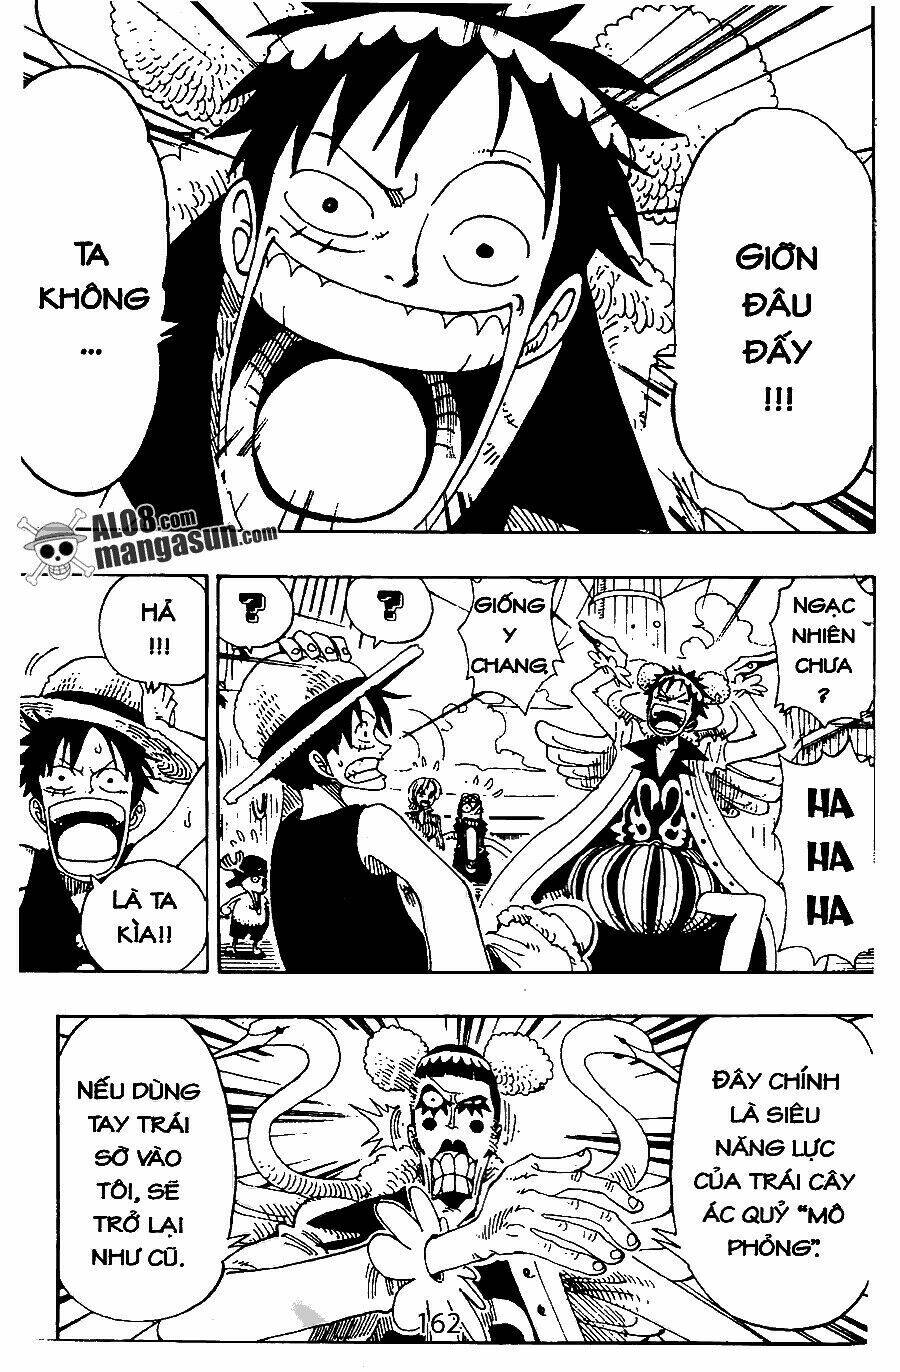 TA
KHÔNG
...
GIỠN
ĐÂU
ĐẤY
!!!
AL08.com
mangasun.com
HẢ
!!!
LÀ TA
KÌA!!
?
?
GIỐNG
Y
CHANG.
NGẠC
NHIÊN
CHƯA
?
HA
HA
HA
NẾU DÙNG
TAY TRÁI
SỜ VÀO
TÔI, SẼ
TRỞ LẠI
NHƯ CŨ.
ĐÂY CHÍNH
LÀ SIÊU
NĂNG LỰC
CỦA TRÁI CÂY
ÁC QUỶ “MÔ
PHỎNG”.
162